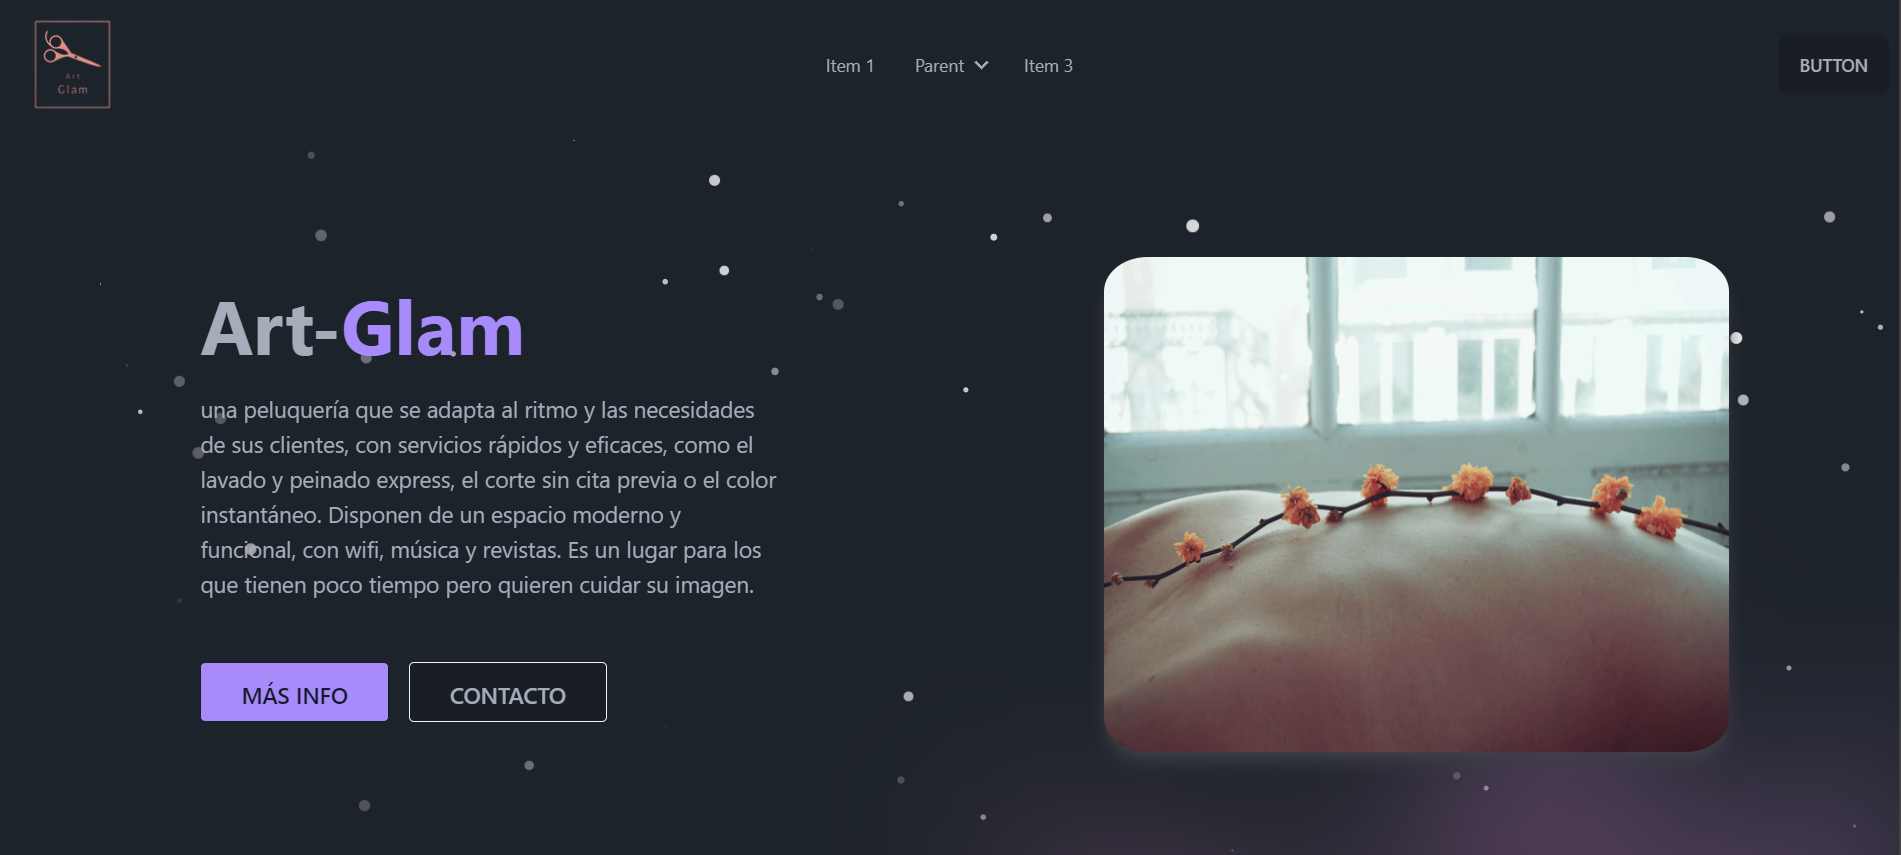 Art
Glam
Item 1
Parent
Item 3
BUTTON
Art-Glam
una peluquería que se adapta al ritmo y las necesidades
de sus clientes, con servicios rápidos y eficaces, como el
lavado y peinado express, el corte sin cita previa o el color
instantáneo. Disponen de un espacio moderno y
funcional, con wifi, música y revistas. Es un lugar para los
que tienen poco tiempo pero quieren cuidar su imagen.
MÁS INFO
CONTACTO